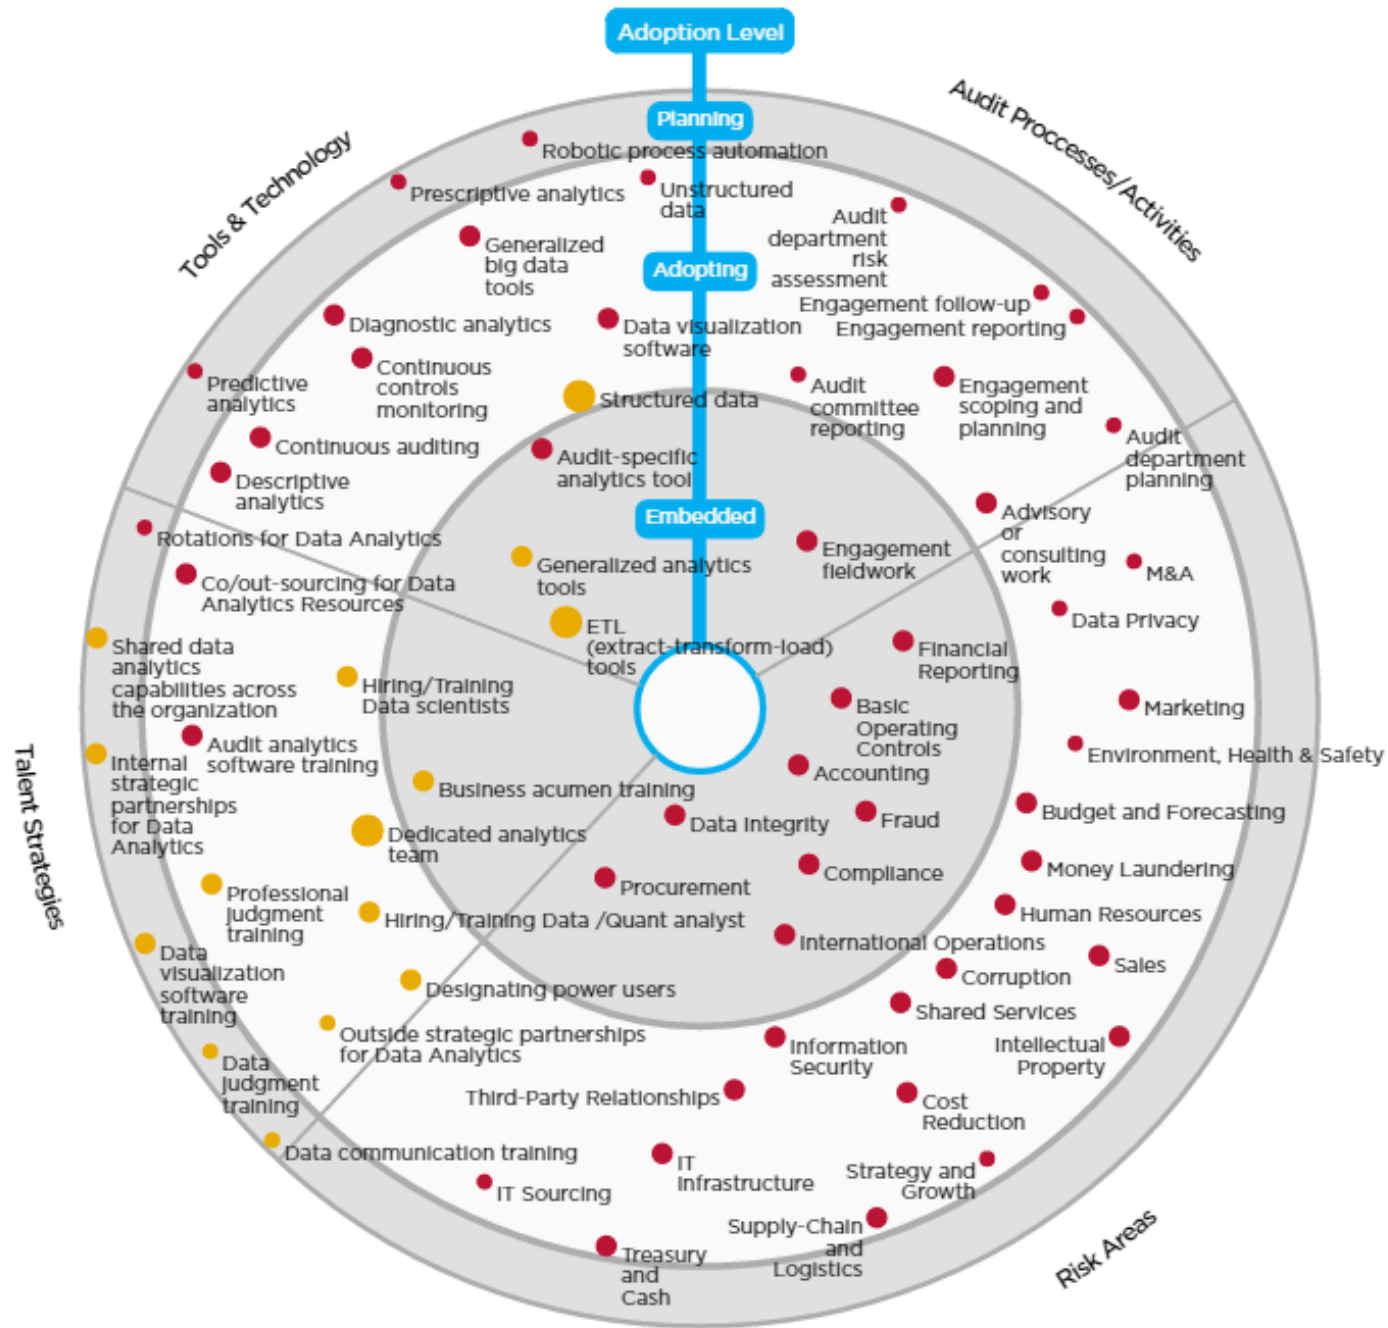 Adoption Level
Planning
Adopting
Embedded
Tools & Technology
Robotic process automation
Prescriptive analytics
Unstructured
data
Generalized
big data
tools
Diagnostic analytics
Data visualization
software
Continuous
controls
monitoring
Predictive
analytics
Structured data
Continuous auditing
Audit-specific
analytics tool
Descriptive
analytics
Generalized analytics
tools
ETL
(extract-transform-load)
tools
Audit Proccesses/Activities
Audit
department
risk
assessment
Engagement follow-up
Engagement reporting
Audit
committee
reporting
Engagement
scoping and
planning
Audit
department
planning
Advisory
or
consulting
work
Engagement
fieldwork
Talent Strategies
Rotations for Data Analytics
Co/out-sourcing for Data
Analytics Resources
Shared data
analytics
capabilities across
the organization
Hiring/Training
Data scientists
Audit analytics
software training
Internal
strategic
partnerships
for Data
Analytics
Business acumen training
Dedicated analytics
team
Professional
judgment
training
Hiring/Training Data /Quant analyst
Data
visualization
software
training
Designating power users
Outside strategic partnerships
for Data Analytics
Data
judgment
training
Data communication training
Risk Areas
M&A
Data Privacy
Financial
Reporting
Basic
Operating
Controls
Marketing
Environment, Health & Safety
Accounting
Data Integrity
Fraud
Budget and Forecasting
Compliance
Money Laundering
Procurement
Human Resources
International Operations
Corruption
Sales
Shared Services
Information
Security
Intellectual
Property
Third-Party Relationships
Cost
Reduction
IT
Infrastructure
Strategy and
Growth
IT Sourcing
Supply-Chain
and
Logistics
Treasury
and
Cash